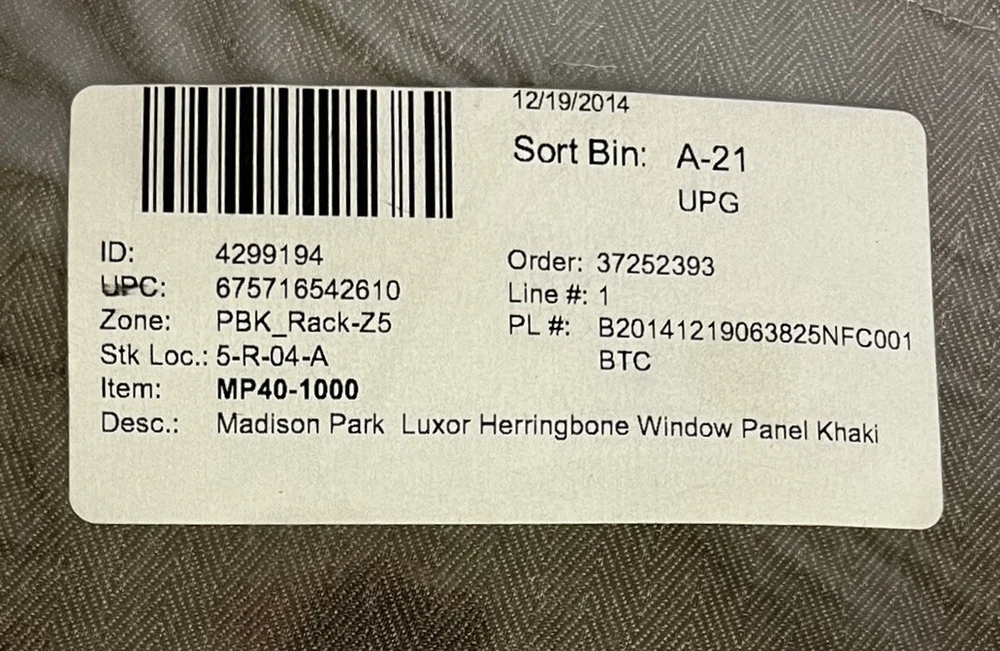 12/19/2014
Sort Bin: A-21
UPG
ID: 4299194
UPC: 675716542610
Zone: PBK_Rack-Z5
Stk Loc.: 5-R-04-A
Item: MP40-1000
Desc.: Madison Park Luxor Herringbone Window Panel Khaki
Order: 37252393
Line #: 1
PL #: B20141219063825NFC001
BTC